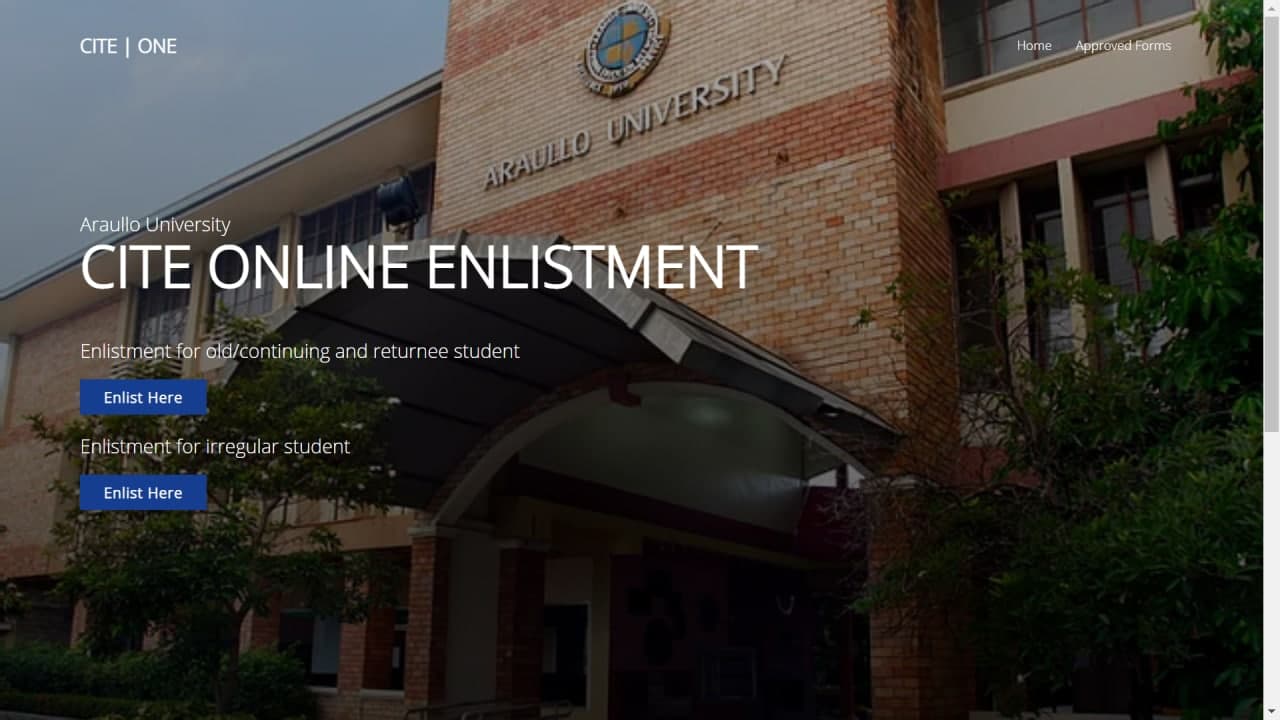 CITE | ONE
Home
Approved Forms
ARAULLO UNIVERSITY
Araullo University
CITE ONLINE ENLISTMENT
Enlistment for old/continuing and returnee student
Enlist Here
Enlistment for irregular student
Enlist Here